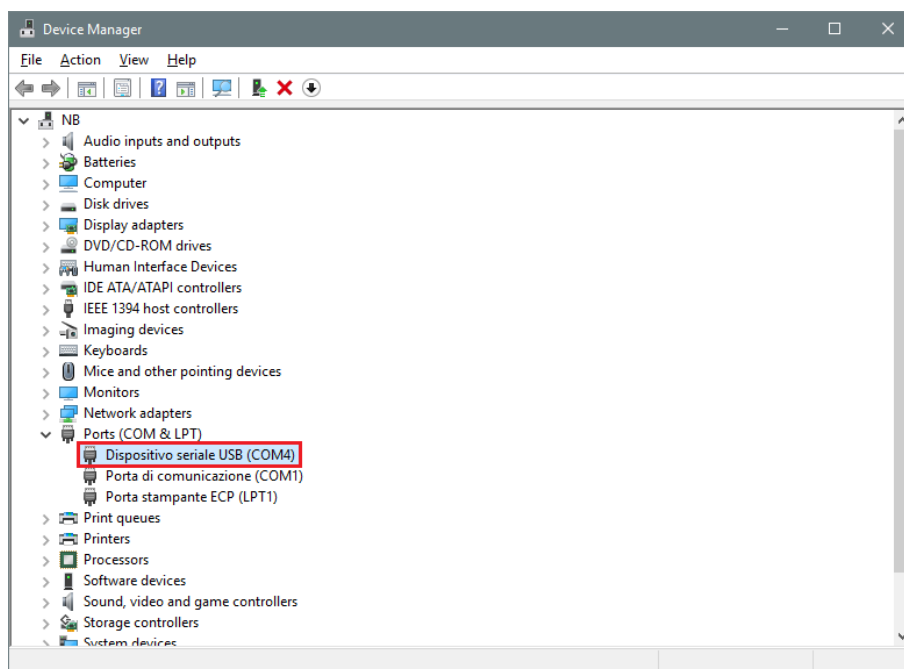 Device Manager
File Action View Help
NB
Audio inputs and outputs
Batteries
Computer
Disk drives
Display adapters
DVD/CD-ROM drives
Human Interface Devices
IDE ATA/ATAPI controllers
IEEE 1394 host controllers
Imaging devices
Keyboards
Mice and other pointing devices
Monitors
Network adapters
Ports (COM & LPT)
Dispositivo seriale USB (COM4)
Porta di comunicazione (COM1)
Porta stampante ECP (LPT1)
Print queues
Printers
Processors
Software devices
Sound, video and game controllers
Storage controllers
System devices